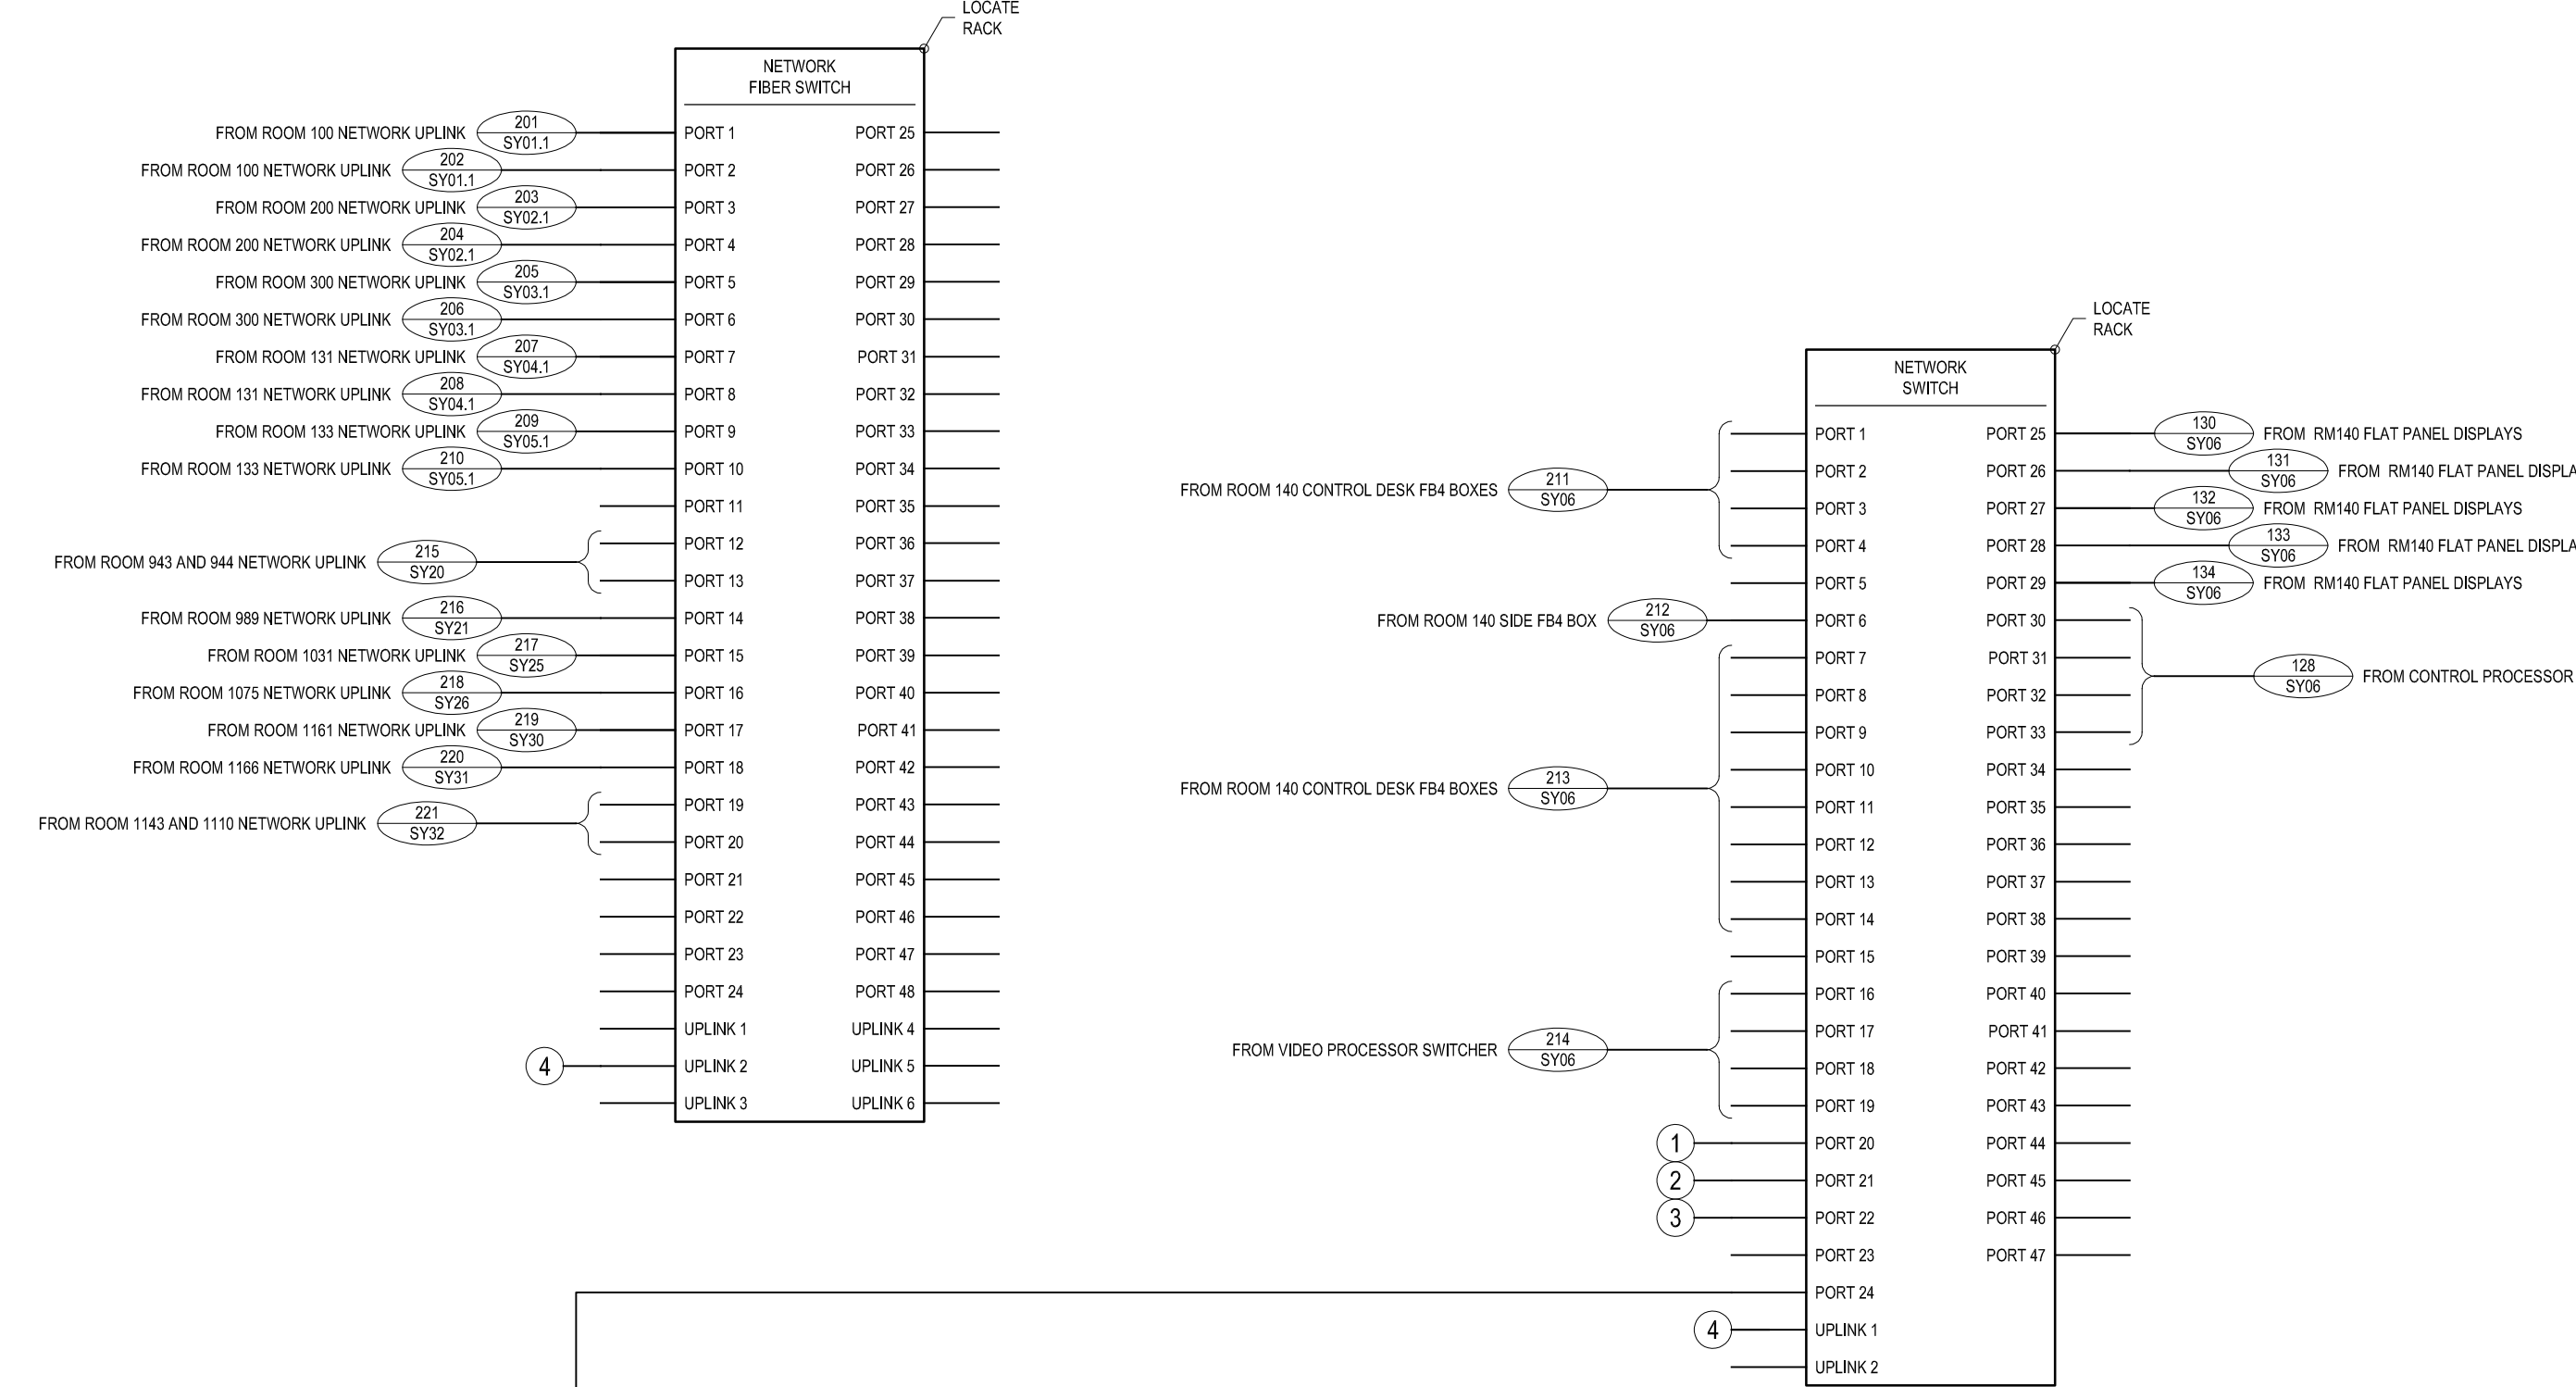 LOCATE
RACK
NETWORK
FIBER SWITCH
FROM ROOM 100 NETWORK UPLINK 201 SY01.1 PORT 1 PORT 25
FROM ROOM 100 NETWORK UPLINK 202 SY01.1 PORT 2 PORT 26
FROM ROOM 200 NETWORK UPLINK 203 SY02.1 PORT 3 PORT 27
FROM ROOM 200 NETWORK UPLINK 204 SY02.1 PORT 4 PORT 28
FROM ROOM 300 NETWORK UPLINK 205 SY03.1 PORT 5 PORT 29
FROM ROOM 300 NETWORK UPLINK 206 SY03.1 PORT 6 PORT 30
FROM ROOM 131 NETWORK UPLINK 207 SY04.1 PORT 7 PORT 31
FROM ROOM 131 NETWORK UPLINK 208 SY04.1 PORT 8 PORT 32
FROM ROOM 133 NETWORK UPLINK 209 SY05.1 PORT 9 PORT 33
FROM ROOM 133 NETWORK UPLINK 210 SY05.1 PORT 10 PORT 34
PORT 11 PORT 35
FROM ROOM 943 AND 944 NETWORK UPLINK 215 SY20
PORT 12 PORT 36
PORT 13 PORT 37
FROM ROOM 989 NETWORK UPLINK 216 SY21 PORT 14 PORT 38
FROM ROOM 1031 NETWORK UPLINK 217 SY25 PORT 15 PORT 39
FROM ROOM 1075 NETWORK UPLINK 218 SY26 PORT 16 PORT 40
FROM ROOM 1161 NETWORK UPLINK 219 SY30 PORT 17 PORT 41
FROM ROOM 1166 NETWORK UPLINK 220 SY31 PORT 18 PORT 42
FROM ROOM 1143 AND 1110 NETWORK UPLINK 221 SY32
PORT 19 PORT 43
PORT 20 PORT 44
PORT 21 PORT 45
PORT 22 PORT 46
PORT 23 PORT 47
PORT 24 PORT 48
UPLINK 1 UPLINK 4
4 UPLINK 2 UPLINK 5
UPLINK 3 UPLINK 6
LOCATE
RACK
NETWORK
SWITCH
PORT 1 PORT 25 130 SY06 FROM RM140 FLAT PANEL DISPLAYS
PORT 2 PORT 26 131 SY06 FROM RM140 FLAT PANEL DISPLA
FROM ROOM 140 CONTROL DESK FB4 BOXES 211 SY06
PORT 3 PORT 27 132 SY06 FROM RM140 FLAT PANEL DISPLAYS
PORT 4 PORT 28 133 SY06 FROM RM140 FLAT PANEL DISPLA
PORT 5 PORT 29 134 SY06 FROM RM140 FLAT PANEL DISPLAYS
FROM ROOM 140 SIDE FB4 BOX 212 SY06 PORT 6 PORT 30
PORT 7 PORT 31
128 SY06 FROM CONTROL PROCESSOR
PORT 8 PORT 32
PORT 9 PORT 33
PORT 10 PORT 34
FROM ROOM 140 CONTROL DESK FB4 BOXES 213 SY06
PORT 11 PORT 35
PORT 12 PORT 36
PORT 13 PORT 37
PORT 14 PORT 38
PORT 15 PORT 39
PORT 16 PORT 40
PORT 17 PORT 41
FROM VIDEO PROCESSOR SWITCHER 214 SY06
PORT 18 PORT 42
PORT 19 PORT 43
1 PORT 20 PORT 44
2 PORT 21 PORT 45
3 PORT 22 PORT 46
PORT 23 PORT 47
PORT 24
4 UPLINK 1
UPLINK 2